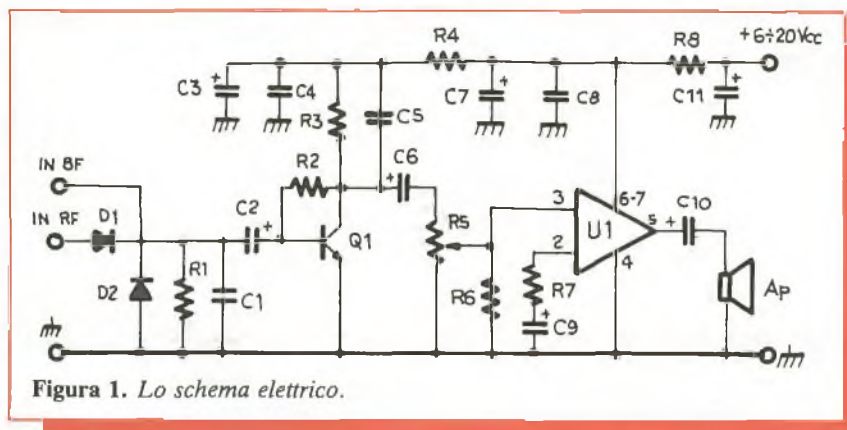 R4
R8
+6÷20Vcc
C3
+
C4
R3
C5
C7
+
C8
+
C11
R2
C6
+
IN BF
IN RF
D1
C2
+
Q1
R5
3
2
6-7
U1
5
4
C10
+
D2
R1
C1
R6
R7
+
C9
Ap
Figura 1. Lo schema elettrico.